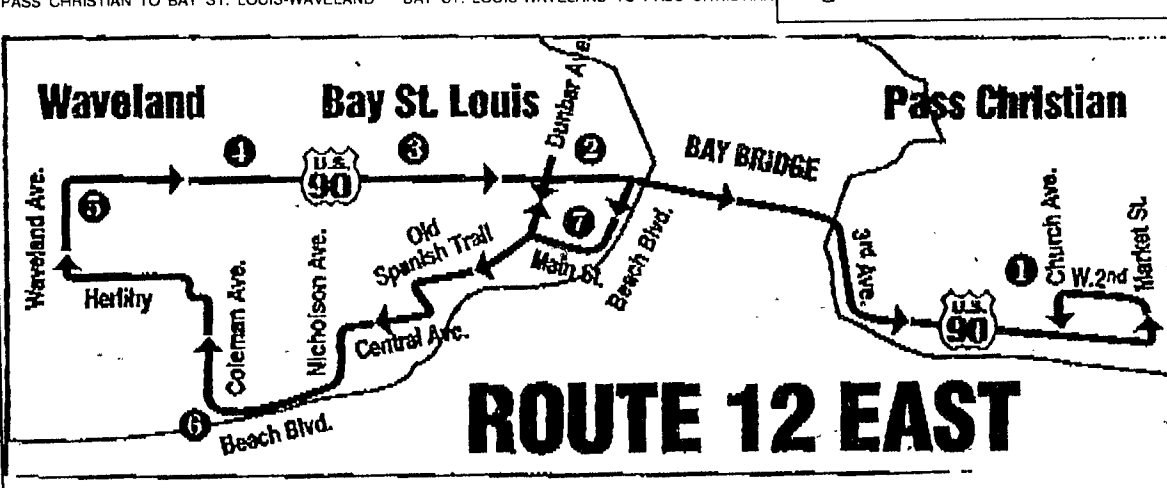 PASS CHRISTIAN TO BAY ST. LOUIS-WAVELAND BAY ST. LOUIS-WAVELAND TO PASS CHRISTIAN
Waveland
Bay St. Louis
Pass Christian
Dunbar Ave.
4
3
2
BAY BRIDGE
U.S.
90
5
Waveland Ave.
7
Old
Spanish Trail
Main St.
Beach Blvd.
3rd Ave.
1
Church Ave.
W.2nd
Market St.
Herlihy
Coleman Ave.
Nicholson Ave.
Central Ave.
U.S.
90
6
Beach Blvd.
ROUTE 12 EAST